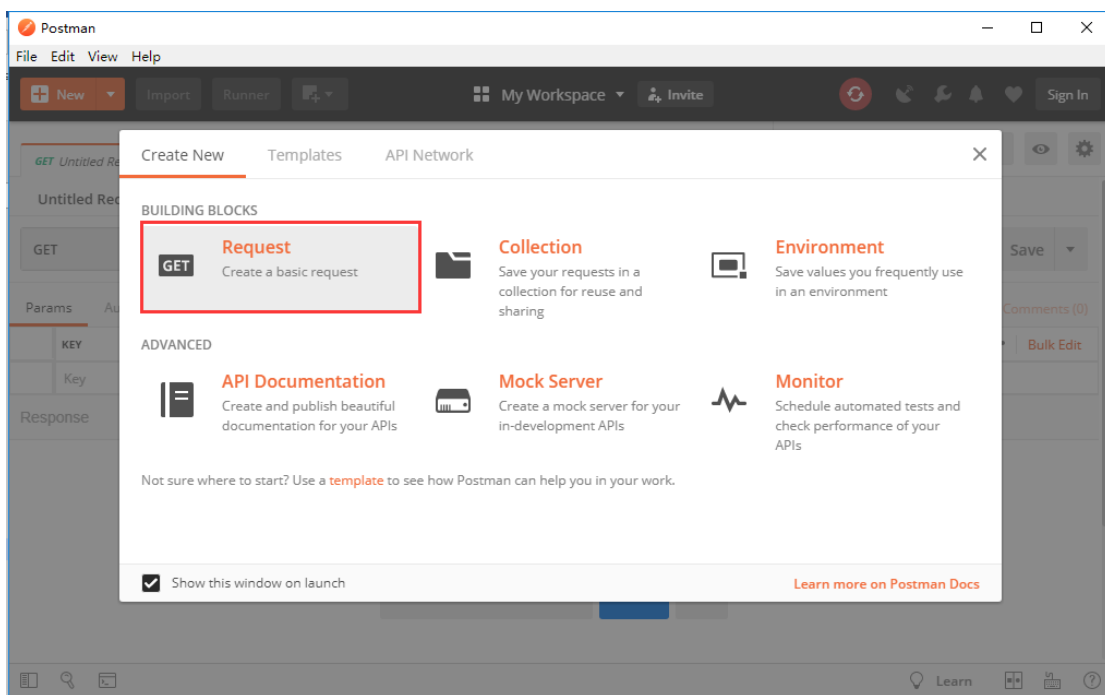 Postman
File Edit View Help
New Import Runner My Workspace Invite Sign In
Create New Templates API Network
GET Untitled Re
Untitled Req
BUILDING BLOCKS
GET
Request
Create a basic request
Collection
Save your requests in a
collection for reuse and
sharing
Environment
Save values you frequently use
in an environment
GET
Save
Params Au
Comments (0)
KEY
Bulk Edit
Key
Response
ADVANCED
API Documentation
Create and publish beautiful
documentation for your APIs
Mock Server
Create a mock server for your
in-development APIs
Monitor
Schedule automated tests and
check performance of your
APIs
Not sure where to start? Use a template to see how Postman can help you in your work.
Show this window on launch
Learn more on Postman Docs
Learn